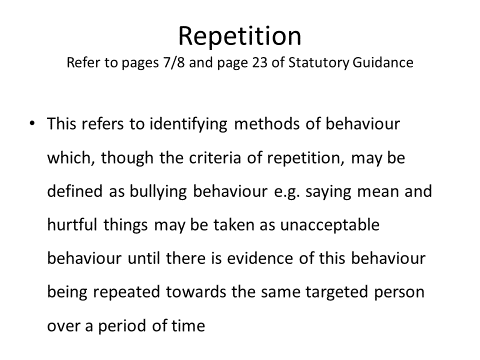 Repetition
Refer to pages 7/8 and page 23 of Statutory Guidance
• This refers to identifying methods of behaviour
which, though the criteria of repetition, may be
defined as bullying behaviour e.g. saying mean and
hurtful things may be taken as unacceptable
behaviour until there is evidence of this behaviour
being repeated towards the same targeted person
over a period of time